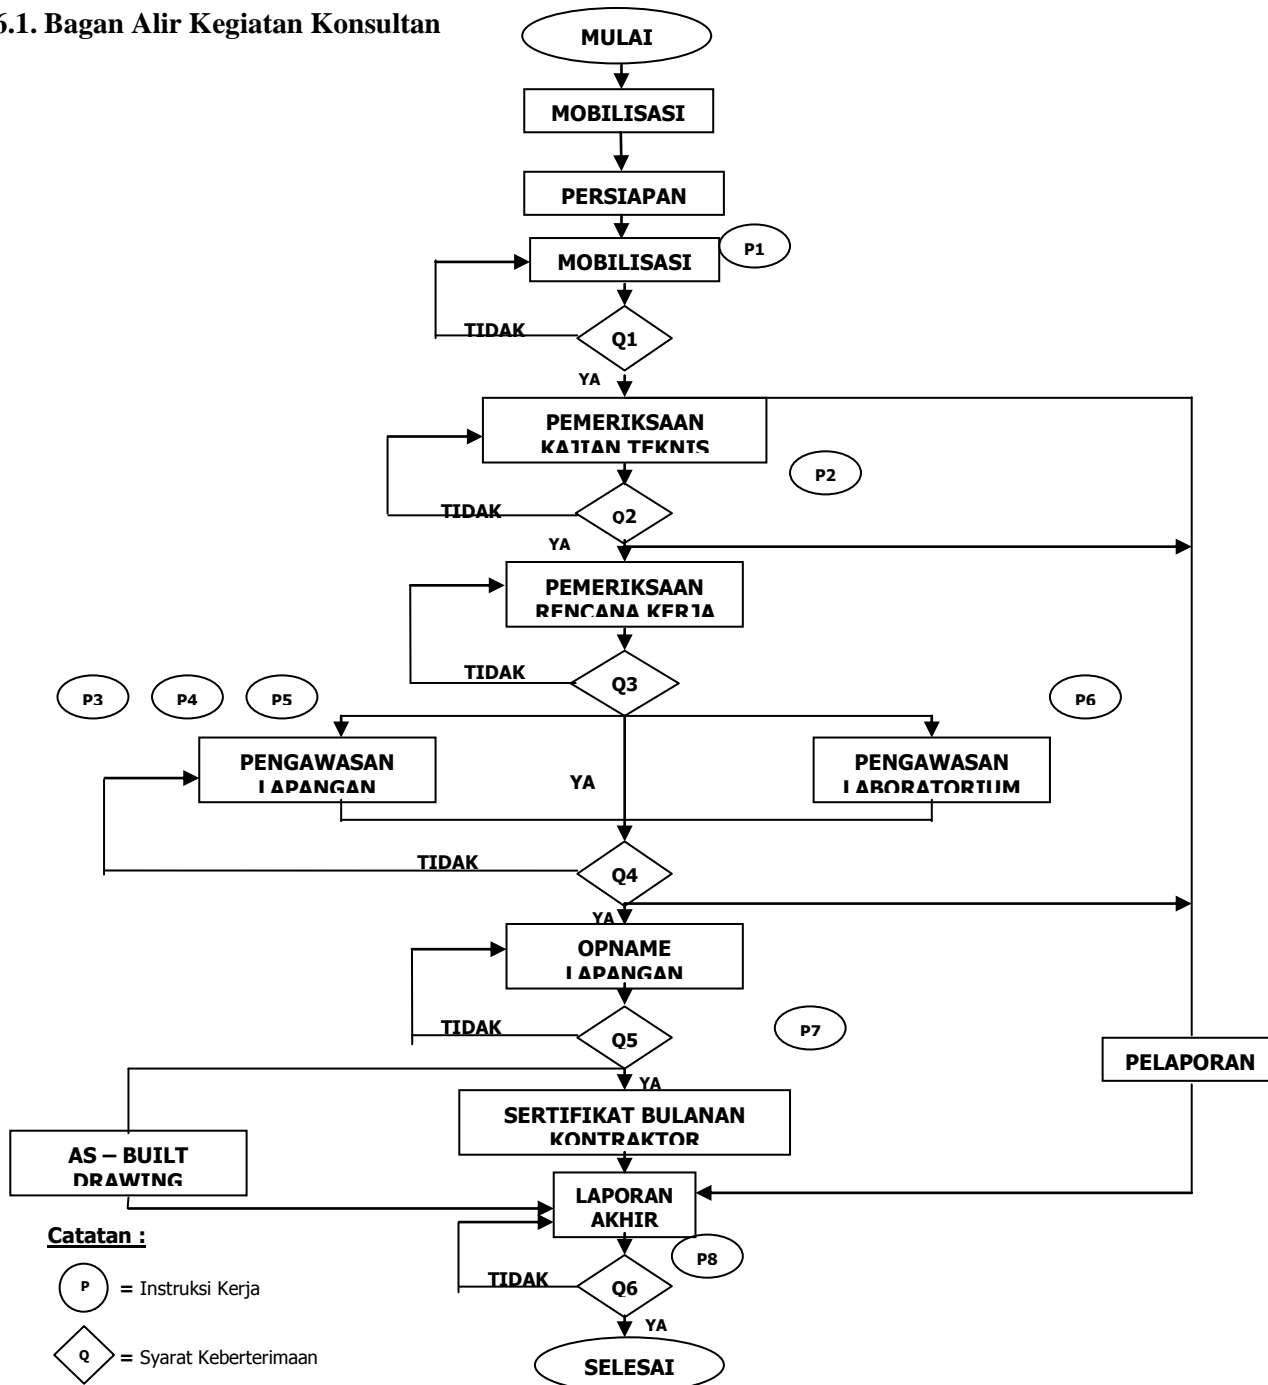 6.1. Bagan Alir Kegiatan Konsultan
MULAI
MOBILISASI
PERSIAPAN
P1
MOBILISASI
TIDAK
Q1
YA
PEMERIKSAAN
KAJIAN TEKNIS
P2
TIDAK
Q2
YA
PEMERIKSAAN
RENCANA KERJA
TIDAK
Q3
P3
P4
P5
P6
PENGAWASAN
LAPANGAN
YA
PENGAWASAN
LABORATORIUM
TIDAK
Q4
YA
OPNAME
LAPANGAN
TIDAK
Q5
P7
PELAPORAN
YA
SERTIFIKAT BULANAN
KONTRAKTOR
AS – BUILT
DRAWING
LAPORAN
AKHIR
Catatan :
P8
P = Instruksi Kerja
TIDAK
Q6
YA
Q = Syarat Keberterimaan
SELESAI